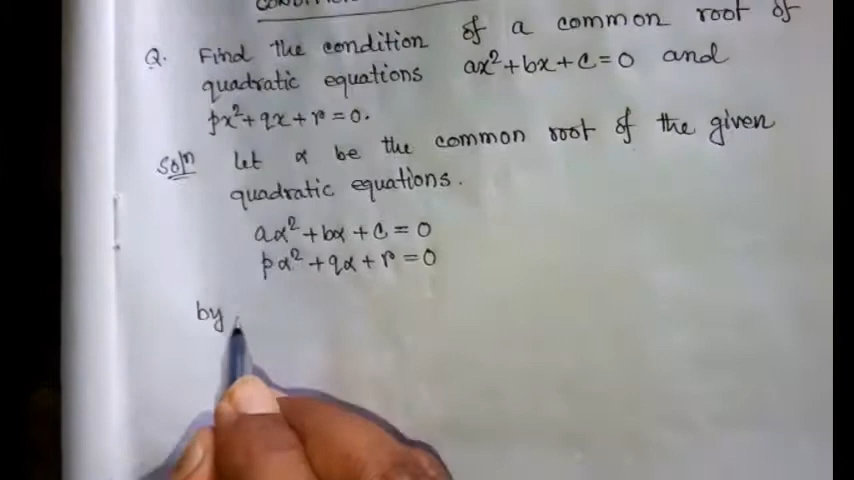 Q. Find the condition of a common root of
quadratic equations ax²+bx+c=0 and
px²+qx+r=0.
Solⁿ let α be the common root of the given
quadratic equations.
aα²+bα+c=0
pα²+qα+r=0
by